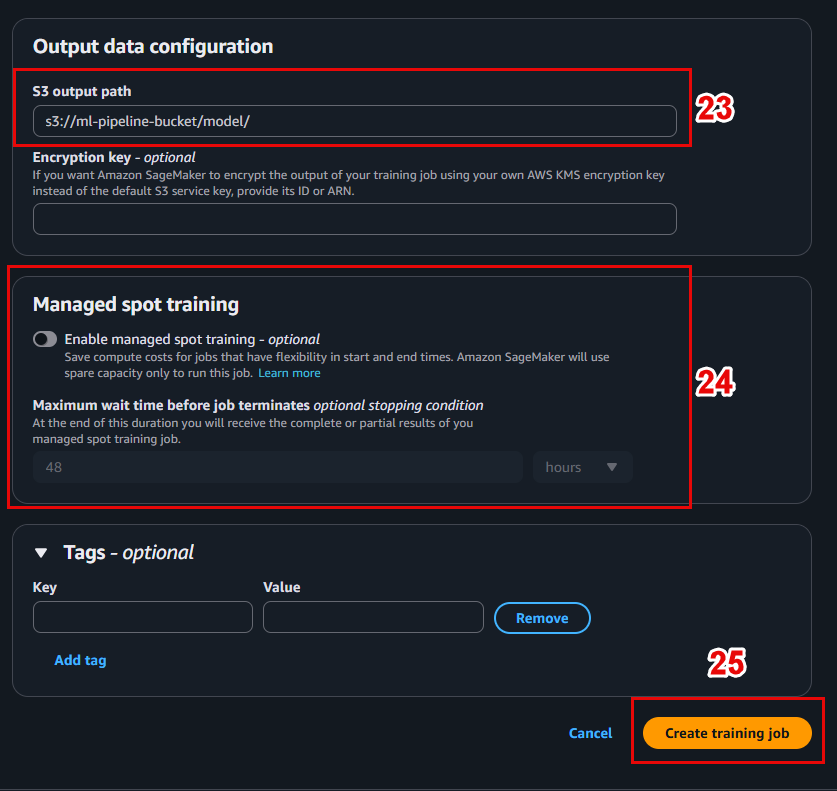 Output data configuration
S3 output path
s3://ml-pipeline-bucket/model/
23
Encryption key - optional
If you want Amazon SageMaker to encrypt the output of your training job using your own AWS KMS encryption key
instead of the default S3 service key, provide its ID or ARN.
Managed spot training
Enable managed spot training - optional
Save compute costs for jobs that have flexibility in start and end times. Amazon SageMaker will use
spare capacity only to run this job. Learn more
24
Maximum wait time before job terminates optional stopping condition
At the end of this duration you will receive the complete or partial results of you
managed spot training job.
48 hours
Tags - optional
Key Value
Remove
Add tag
25
Cancel Create training job